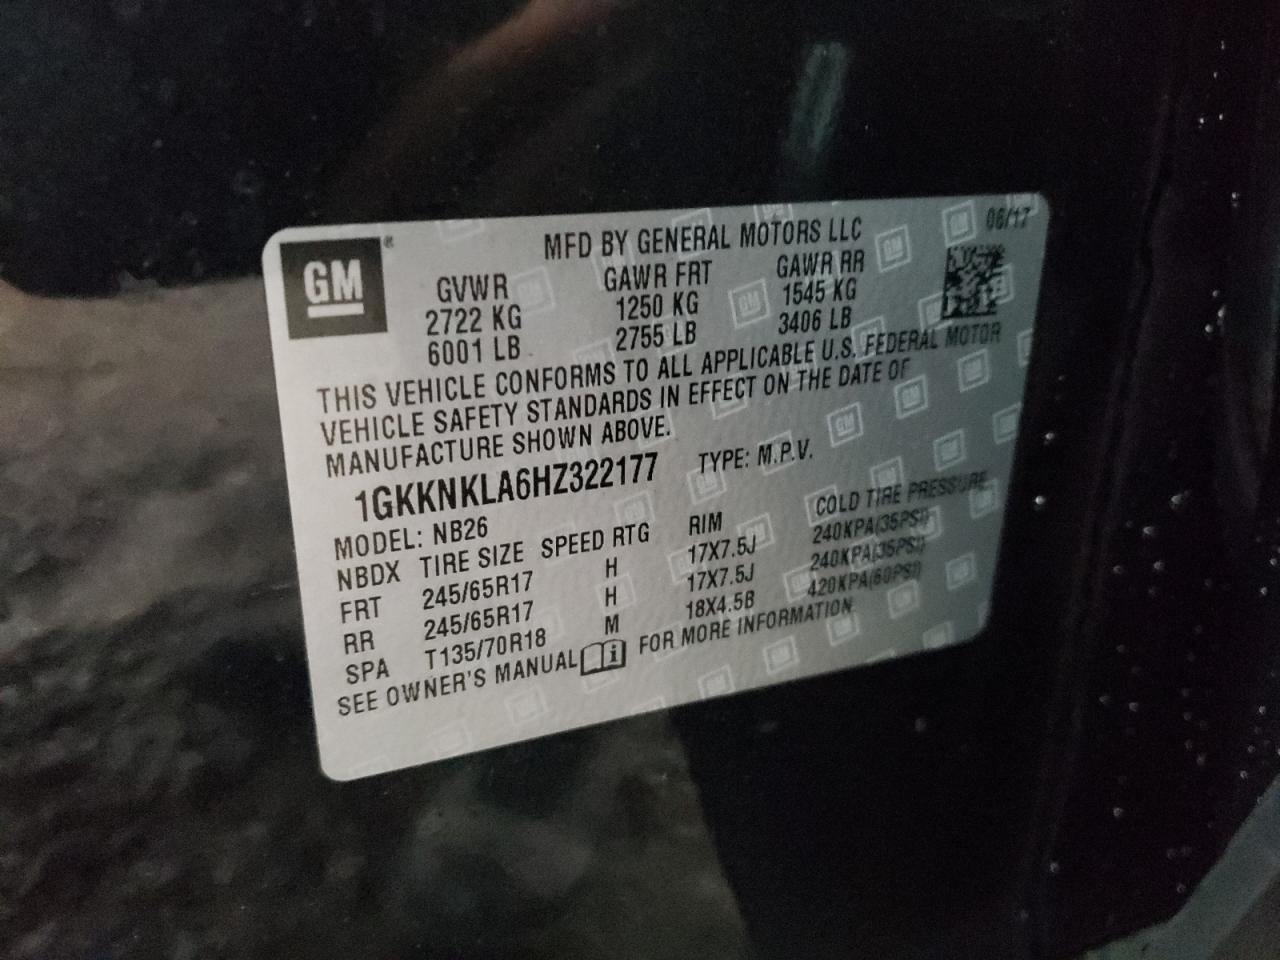 GM
®
MFD BY GENERAL MOTORS LLC
06/17
GVWR GAWR FRT GAWR RR
2722 KG 1250 KG 1545 KG
6001 LB 2755 LB 3406 LB
THIS VEHICLE CONFORMS TO ALL APPLICABLE U.S. FEDERAL MOTOR
VEHICLE SAFETY STANDARDS IN EFFECT ON THE DATE OF
MANUFACTURE SHOWN ABOVE.
1GKKNKLA6HZ322177 TYPE: M.P.V.
MODEL: NB26
NBDX TIRE SIZE SPEED RTG RIM COLD TIRE PRESSURE
FRT 245/65R17 H 17X7.5J 240KPA(35PSI)
RR 245/65R17 H 17X7.5J 240KPA(35PSI)
SPA T135/70R18 M 18X4.5B 420KPA(60PSI)
SEE OWNER'S MANUAL i FOR MORE INFORMATION